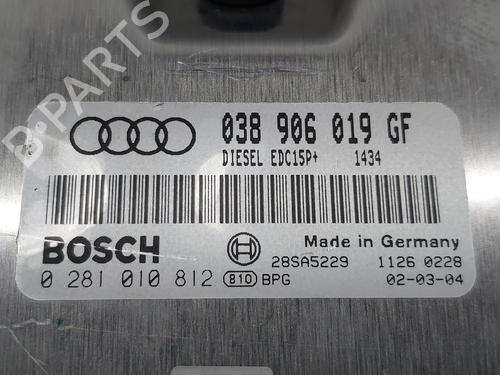 038 906 019 GF
DIESEL EDC15P+ 1434
BOSCH
Made in Germany
28SA5229 1126 0228
0 281 010 812 810 BPG 02-03-04
B-PARTS